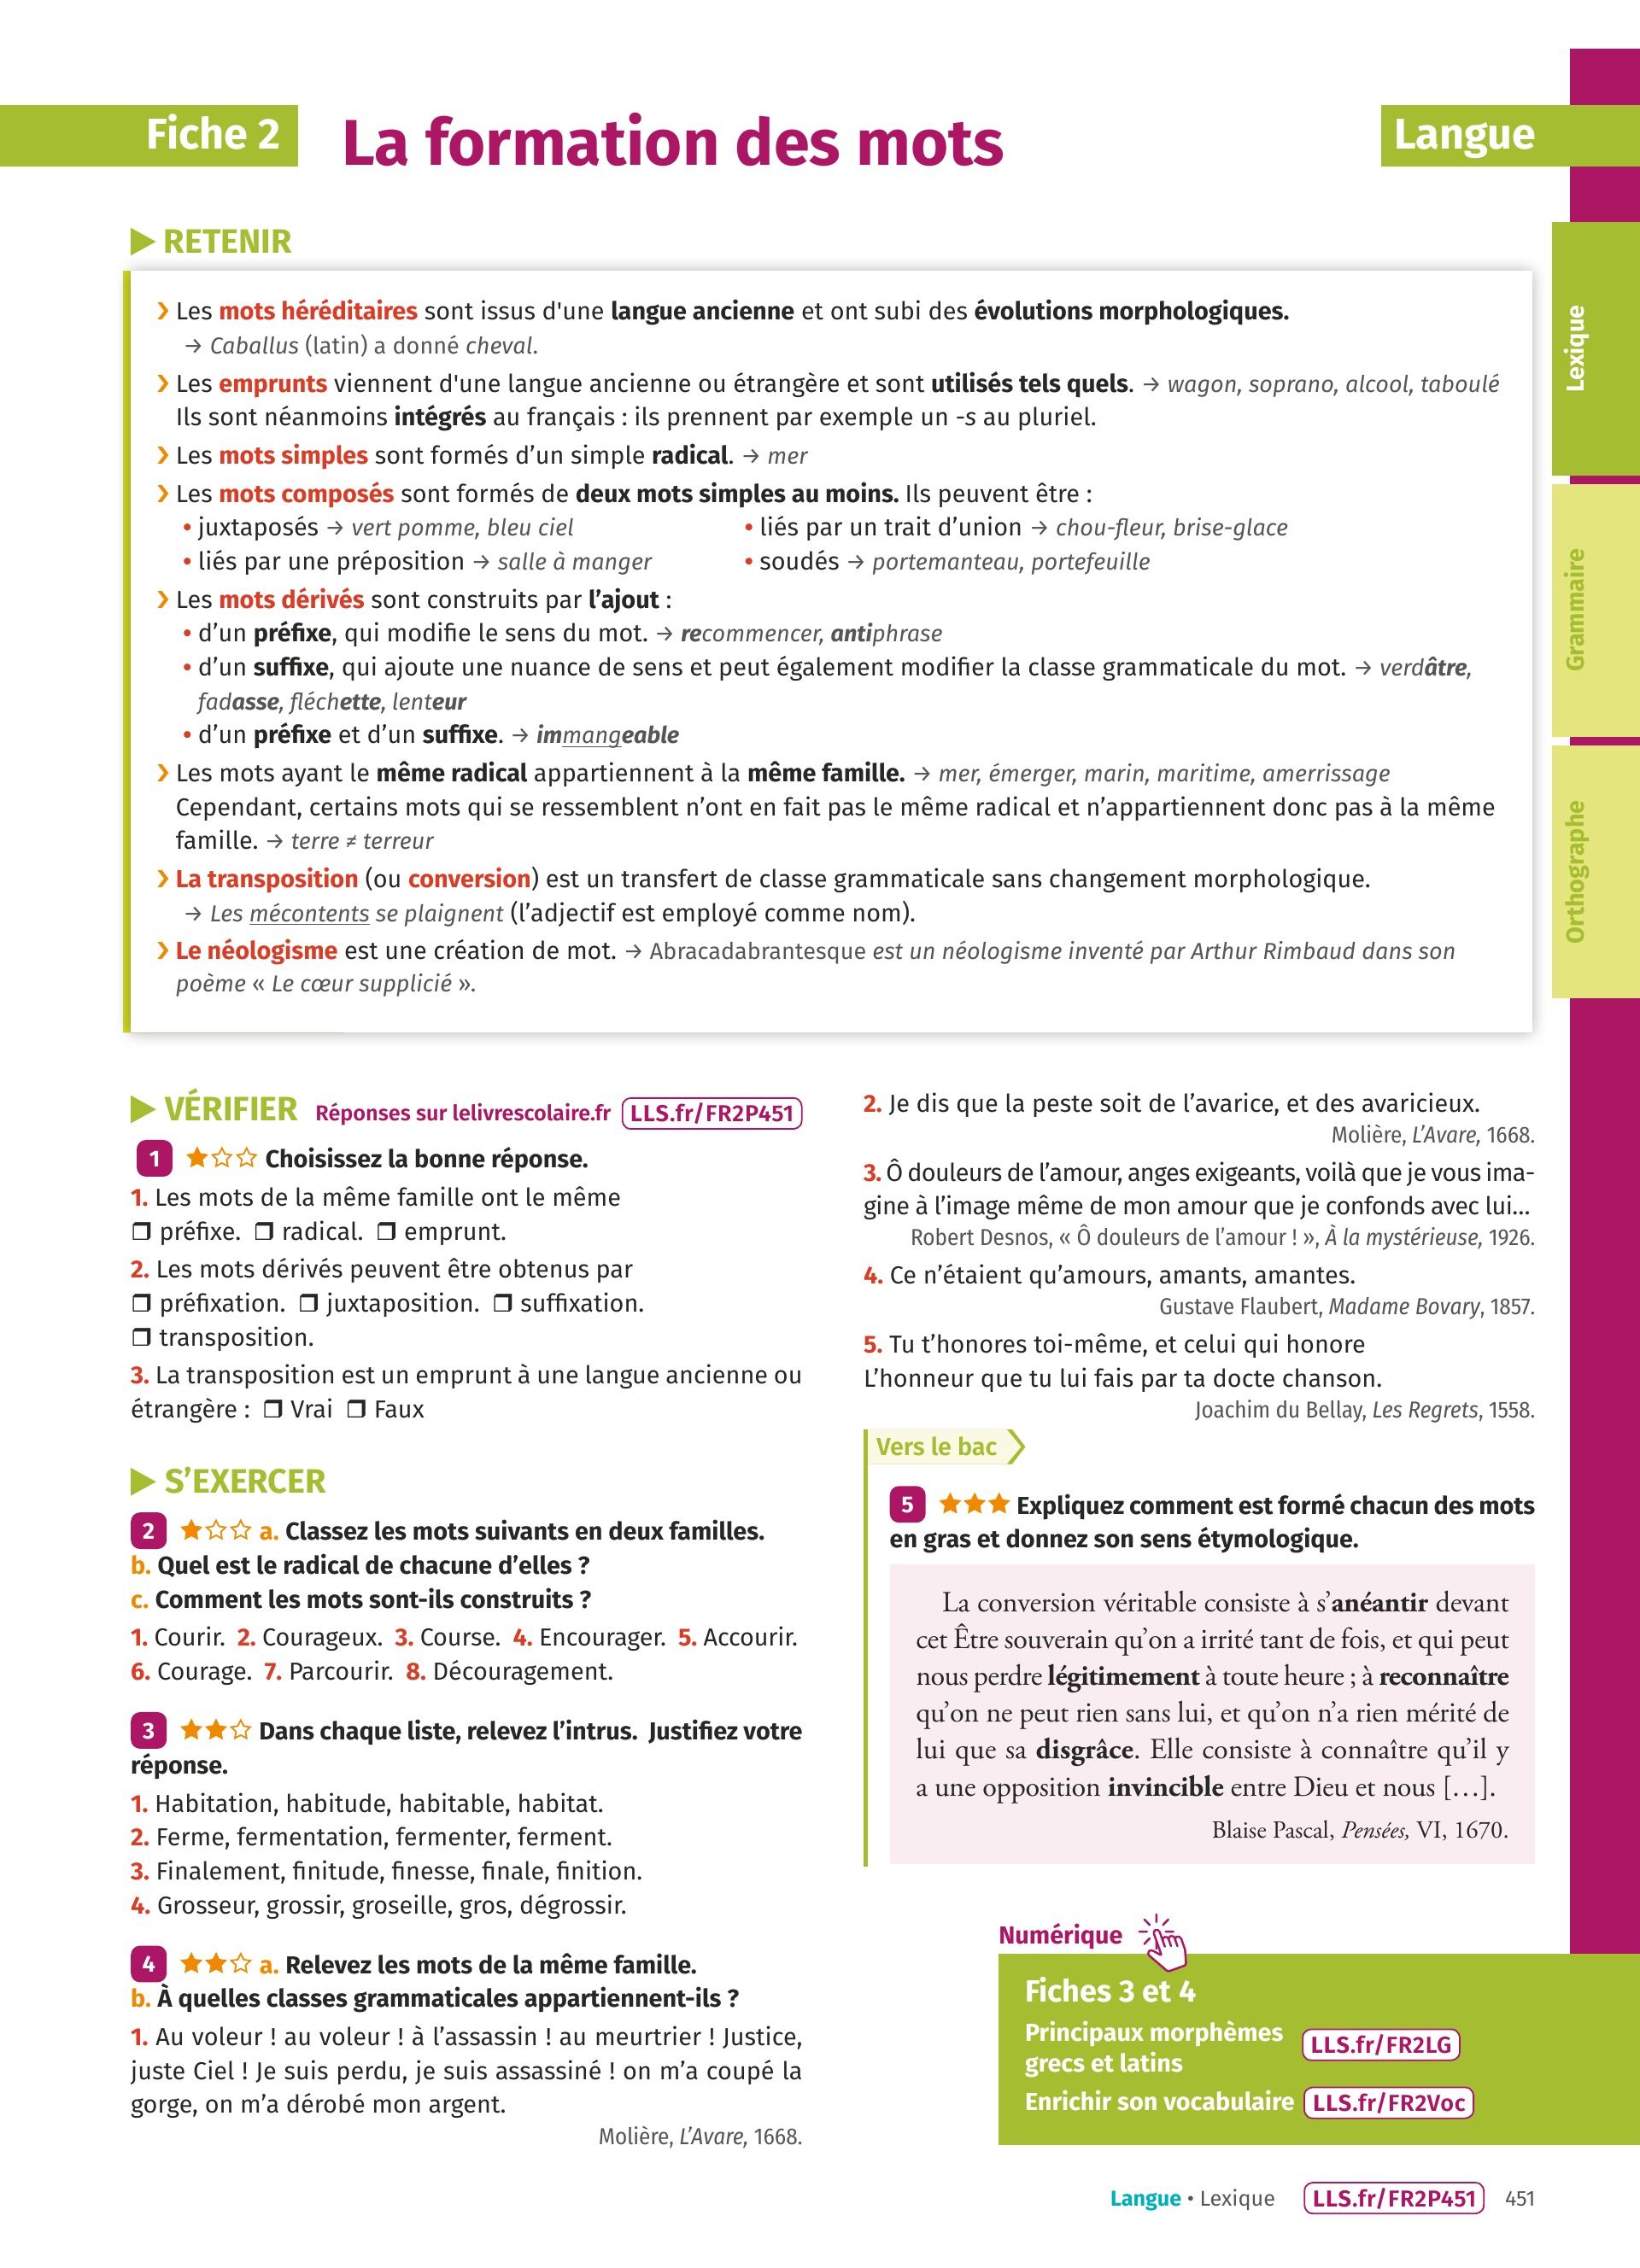 Fiche 2
La formation des mots
Langue
RETENIR
Les mots héréditaires sont issus d'une langue ancienne et ont subi des évolutions morphologiques.
→ Caballus (latin) a donné cheval.
Les emprunts viennent d'une langue ancienne ou étrangère et sont utilisés tels quels. → wagon, soprano, alcool, taboulé
Ils sont néanmoins intégrés au français : ils prennent par exemple un -s au pluriel.
Les mots simples sont formés d’un simple radical. → mer
Les mots composés sont formés de deux mots simples au moins. Ils peuvent être :
• juxtaposés → vert pomme, bleu ciel
• liés par un trait d’union → chou-fleur, brise-glace
• liés par une préposition → salle à manger
• soudés → portemanteau, portefeuille
Les mots dérivés sont construits par l’ajout :
• d’un préfixe, qui modifie le sens du mot. → recommencer, antiphrase
• d’un suffixe, qui ajoute une nuance de sens et peut également modifier la classe grammaticale du mot. → verdâtre,
fadasse, fléchette, lenteur
• d’un préfixe et d’un suffixe. → immangeable
Les mots ayant le même radical appartiennent à la même famille. → mer, émerger, marin, maritime, amerrissage
Cependant, certains mots qui se ressemblent n’ont en fait pas le même radical et n’appartiennent donc pas à la même
famille. → terre ≠ terreur
La transposition (ou conversion) est un transfert de classe grammaticale sans changement morphologique.
→ Les mécontents se plaignent (l’adjectif est employé comme nom).
Le néologisme est une création de mot. → Abracadabrantesque est un néologisme inventé par Arthur Rimbaud dans son
poème « Le cœur supplicié ».
Lexique
Grammaire
Orthographe
VÉRIFIER Réponses sur lelivrescolaire.fr LLS.fr/FR2P451
1 ★☆☆ Choisissez la bonne réponse.
1. Les mots de la même famille ont le même
❒ préfixe. ❒ radical. ❒ emprunt.
2. Les mots dérivés peuvent être obtenus par
❒ préfixation. ❒ juxtaposition. ❒ suffixation.
❒ transposition.
3. La transposition est un emprunt à une langue ancienne ou
étrangère : ❒ Vrai ❒ Faux
S’EXERCER
2 ★☆☆ a. Classez les mots suivants en deux familles.
b. Quel est le radical de chacune d’elles ?
c. Comment les mots sont-ils construits ?
1. Courir. 2. Courageux. 3. Course. 4. Encourager. 5. Accourir.
6. Courage. 7. Parcourir. 8. Découragement.
3 ★★☆ Dans chaque liste, relevez l’intrus. Justifiez votre
réponse.
1. Habitation, habitude, habitable, habitat.
2. Ferme, fermentation, fermenter, ferment.
3. Finalement, finitude, finesse, finale, finition.
4. Grosseur, grossir, groseille, gros, dégrossir.
4 ★★☆ a. Relevez les mots de la même famille.
b. À quelles classes grammaticales appartiennent-ils ?
1. Au voleur ! au voleur ! à l’assassin ! au meurtrier ! Justice,
juste Ciel ! Je suis perdu, je suis assassiné ! on m’a coupé la
gorge, on m’a dérobé mon argent.
Molière, L’Avare, 1668.
2. Je dis que la peste soit de l’avarice, et des avaricieux.
Molière, L’Avare, 1668.
3. Ô douleurs de l’amour, anges exigeants, voilà que je vous ima-
gine à l’image même de mon amour que je confonds avec lui...
Robert Desnos, « Ô douleurs de l’amour ! », À la mystérieuse, 1926.
4. Ce n’étaient qu’amours, amants, amantes.
Gustave Flaubert, Madame Bovary, 1857.
5. Tu t’honores toi-même, et celui qui honore
L’honneur que tu lui fais par ta docte chanson.
Joachim du Bellay, Les Regrets, 1558.
Vers le bac
5 ★★★ Expliquez comment est formé chacun des mots
en gras et donnez son sens étymologique.
La conversion véritable consiste à s’anéantir devant
cet Être souverain qu’on a irrité tant de fois, et qui peut
nous perdre légitimement à toute heure ; à reconnaître
qu’on ne peut rien sans lui, et qu’on n’a rien mérité de
lui que sa disgrâce. Elle consiste à connaître qu’il y
a une opposition invincible entre Dieu et nous […].
Blaise Pascal, Pensées, VI, 1670.
Numérique
Fiches 3 et 4
Principaux morphèmes
grecs et latins LLS.fr/FR2LG
Enrichir son vocabulaire LLS.fr/FR2Voc
Langue • Lexique LLS.fr/FR2P451 451